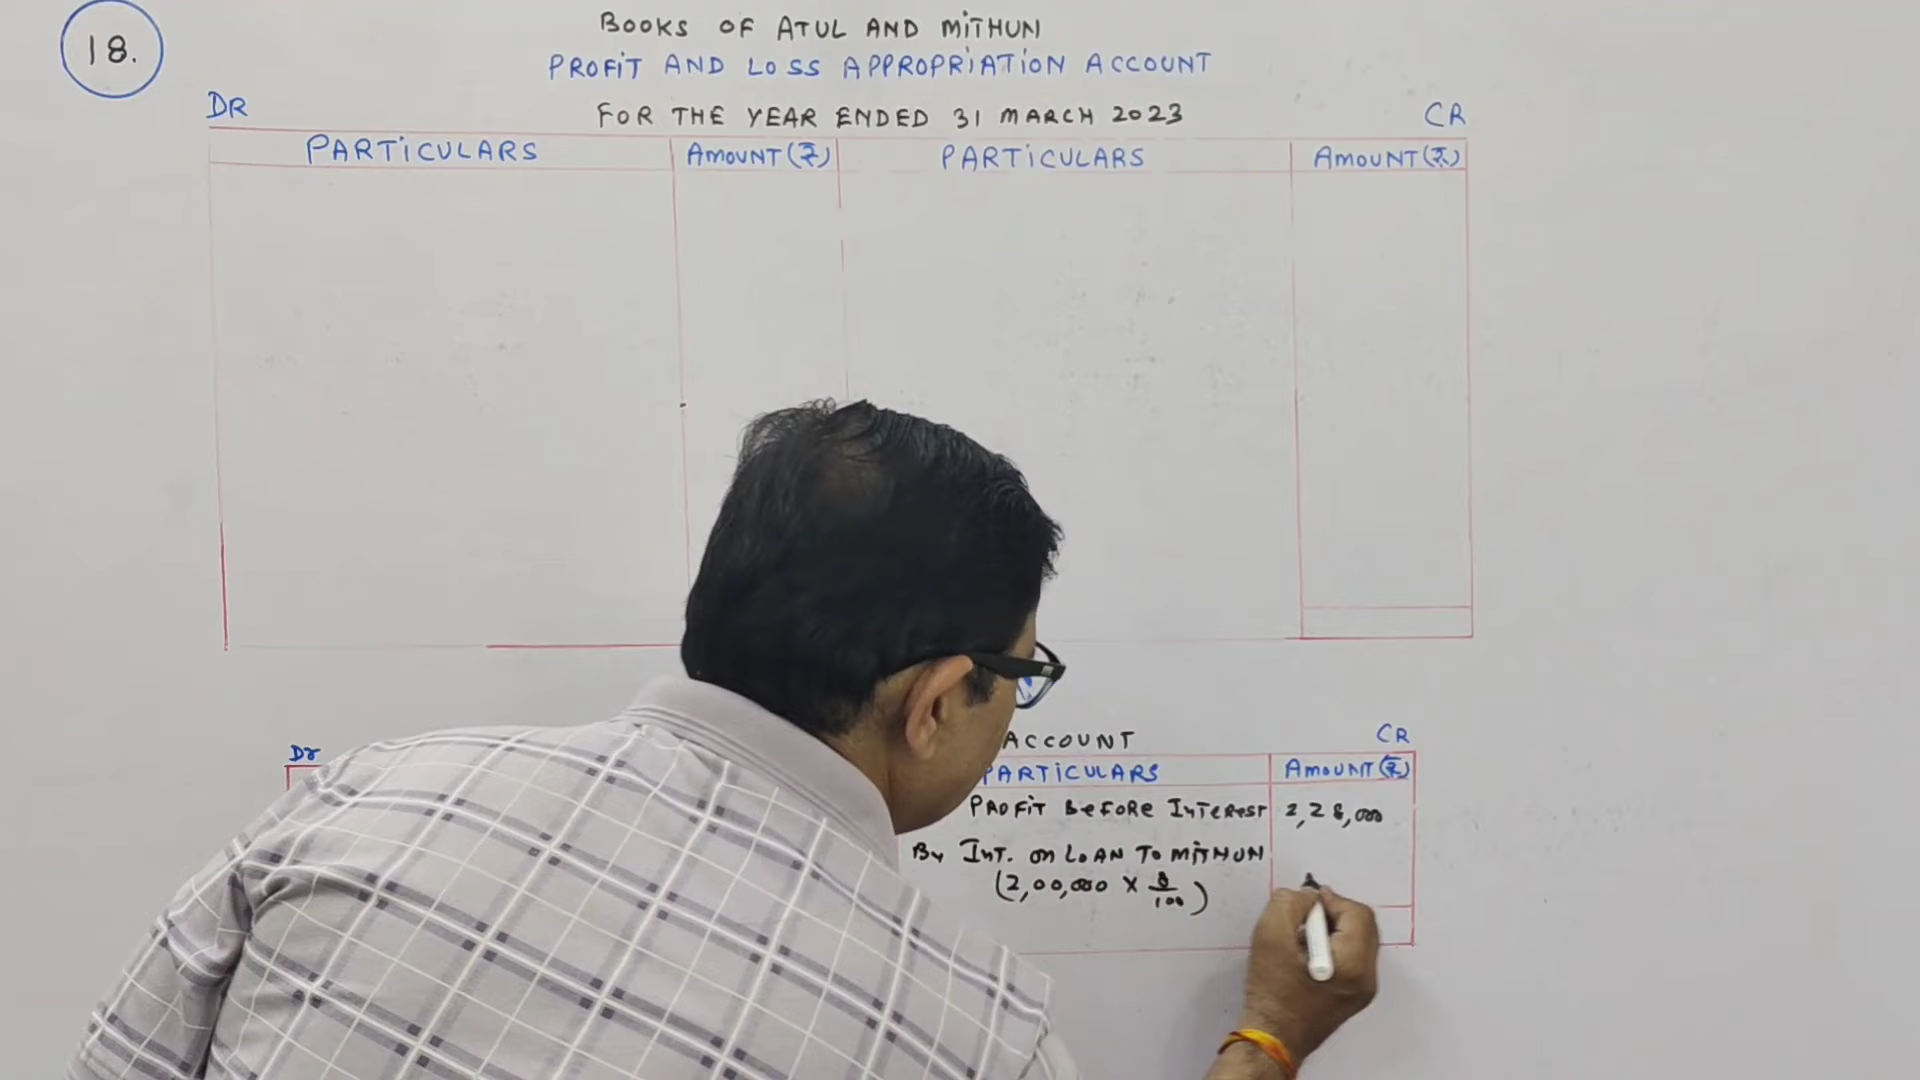 18.
BOOKS OF ATUL AND MITHUN
PROFIT AND LOSS APPROPRIATION ACCOUNT
DR FOR THE YEAR ENDED 31 MARCH 2023 CR
PARTICULARS AMOUNT (₹) PARTICULARS AMOUNT (₹)
Dr ACCOUNT CR
PARTICULARS AMOUNT (₹)
PROFIT BEFORE INTEREST 2,28,000
By INT. ON LOAN TO MITHUN
(2,00,000 × 8/100)